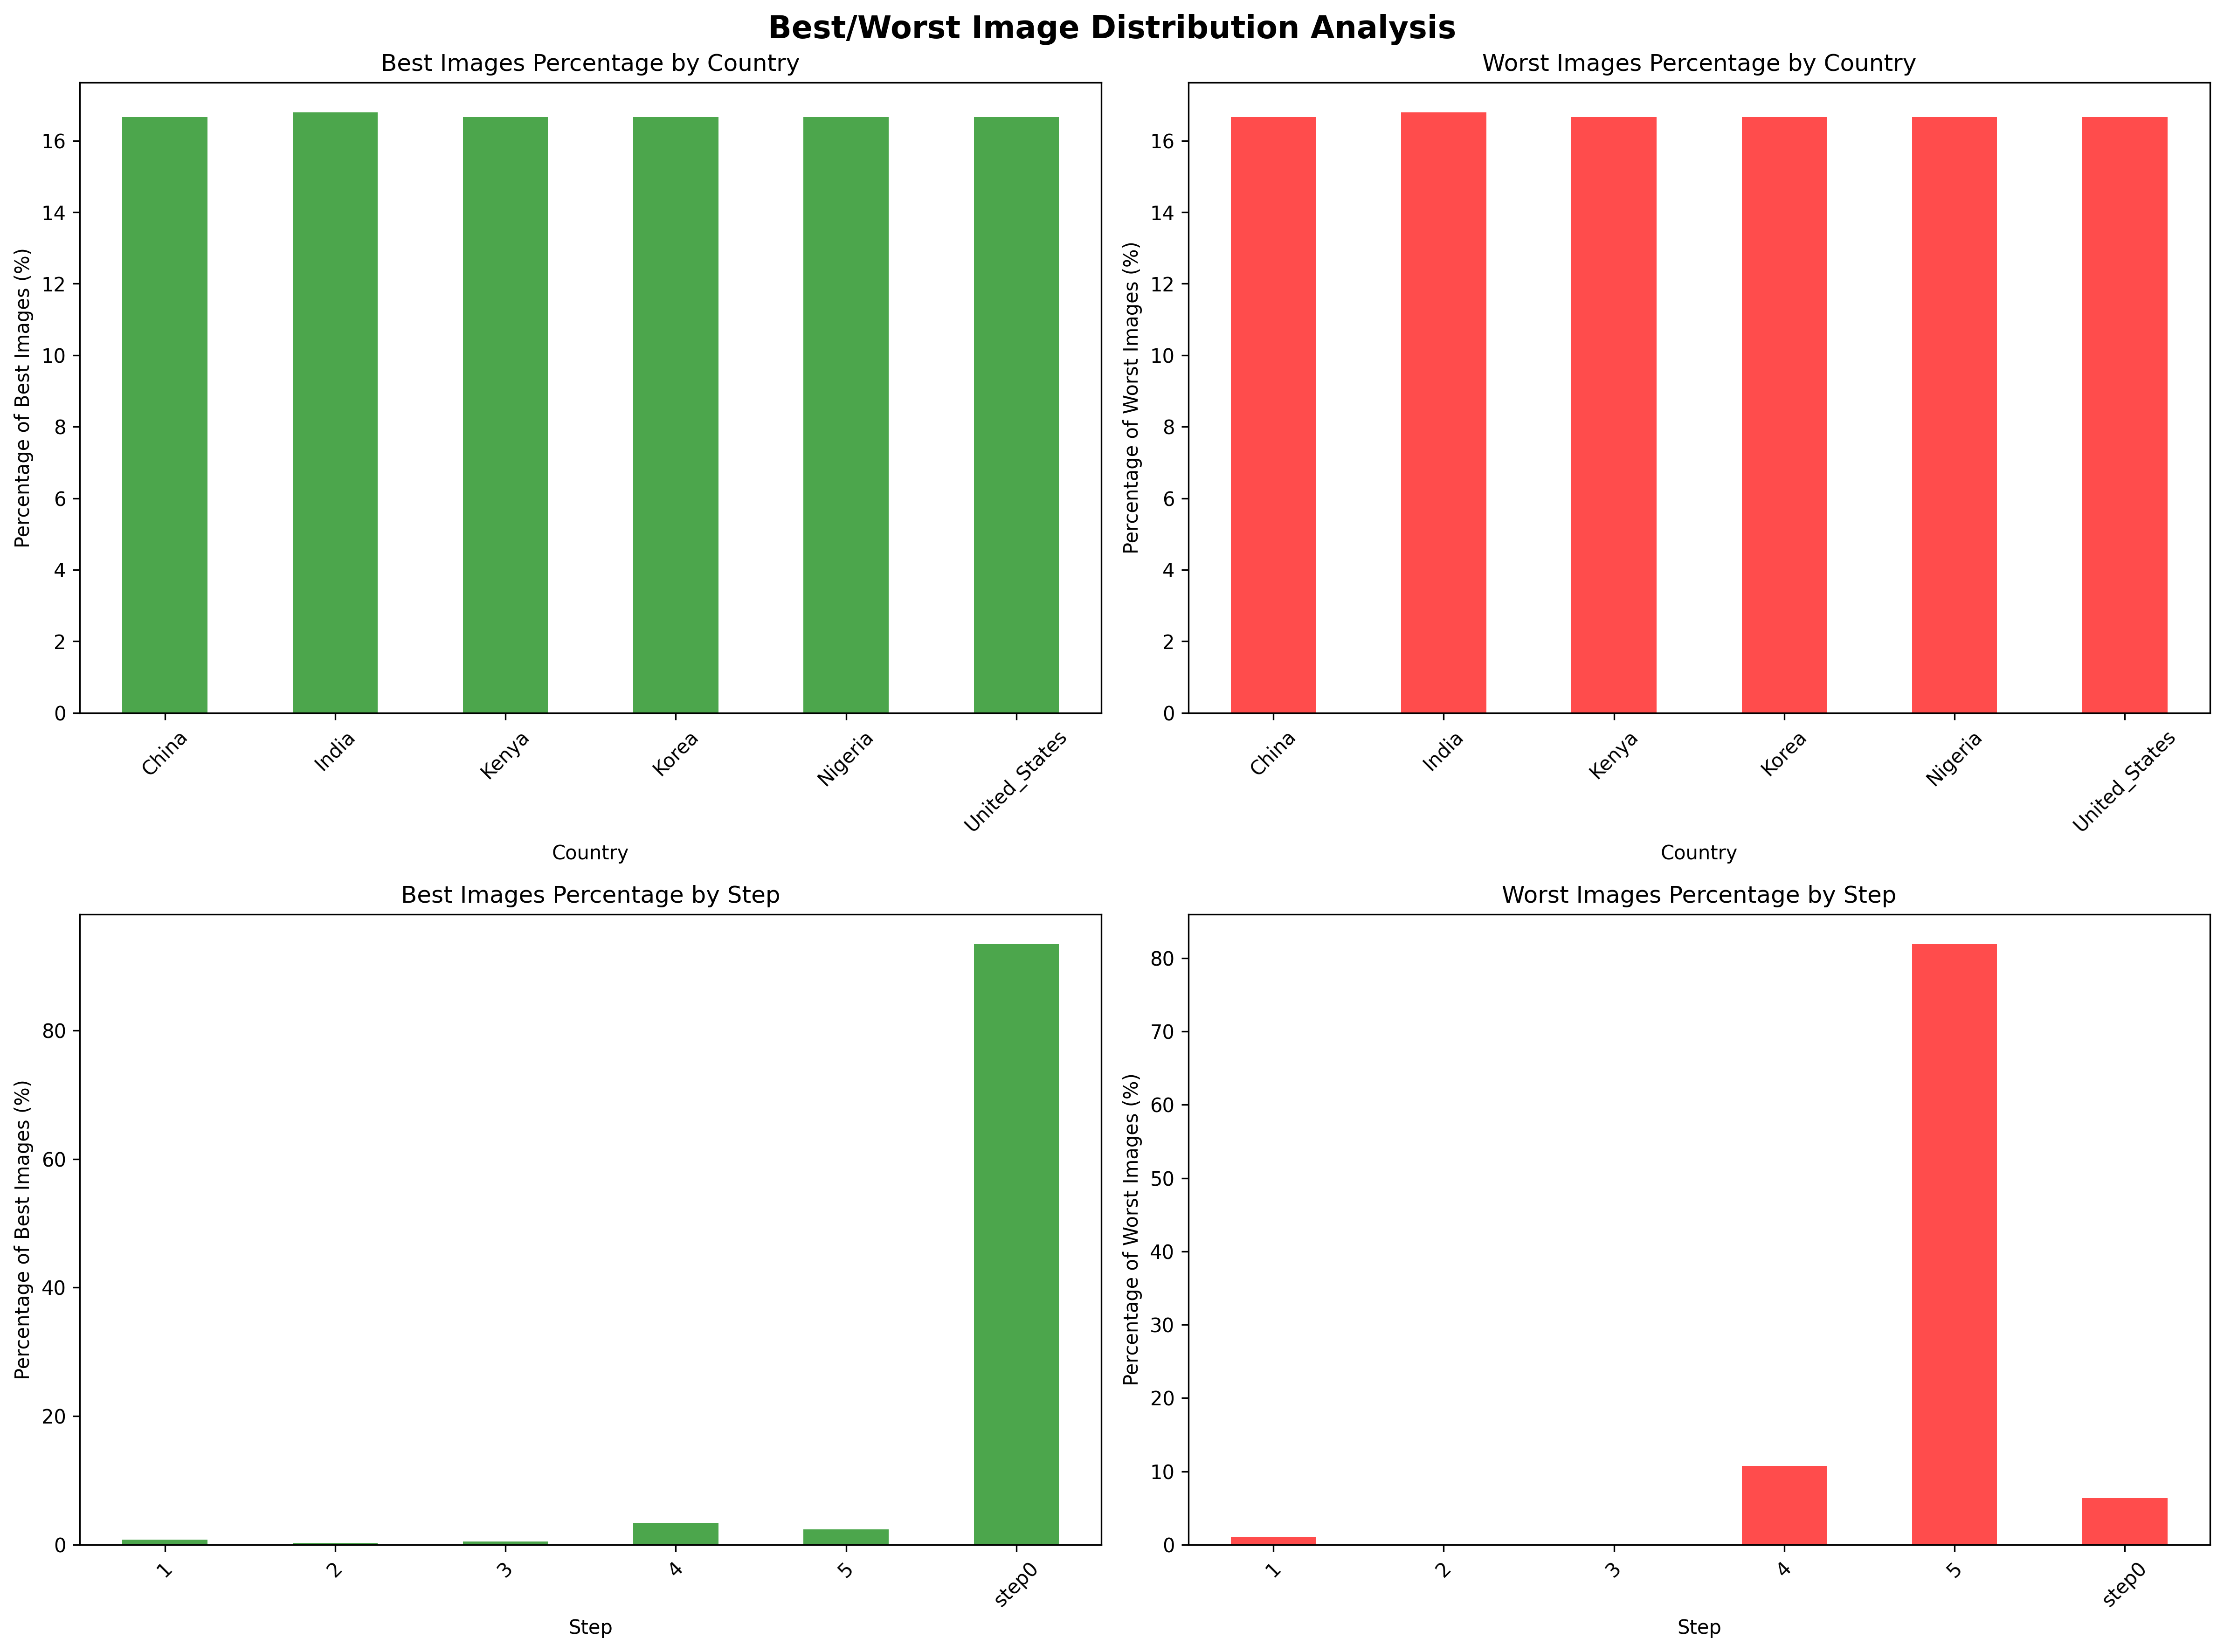 Best/Worst Image Distribution Analysis
Best Images Percentage by Country
Percentage of Best Images (%)
16
14
12
10
8
6
4
2
0
China
India
Kenya
Korea
Nigeria
United_States
Country
Worst Images Percentage by Country
Percentage of Worst Images (%)
16
14
12
10
8
6
4
2
0
China
India
Kenya
Korea
Nigeria
United_States
Country
Best Images Percentage by Step
Percentage of Best Images (%)
80
60
40
20
0
1
2
3
4
5
step0
Step
Worst Images Percentage by Step
Percentage of Worst Images (%)
80
70
60
50
40
30
20
10
0
1
2
3
4
5
step0
Step